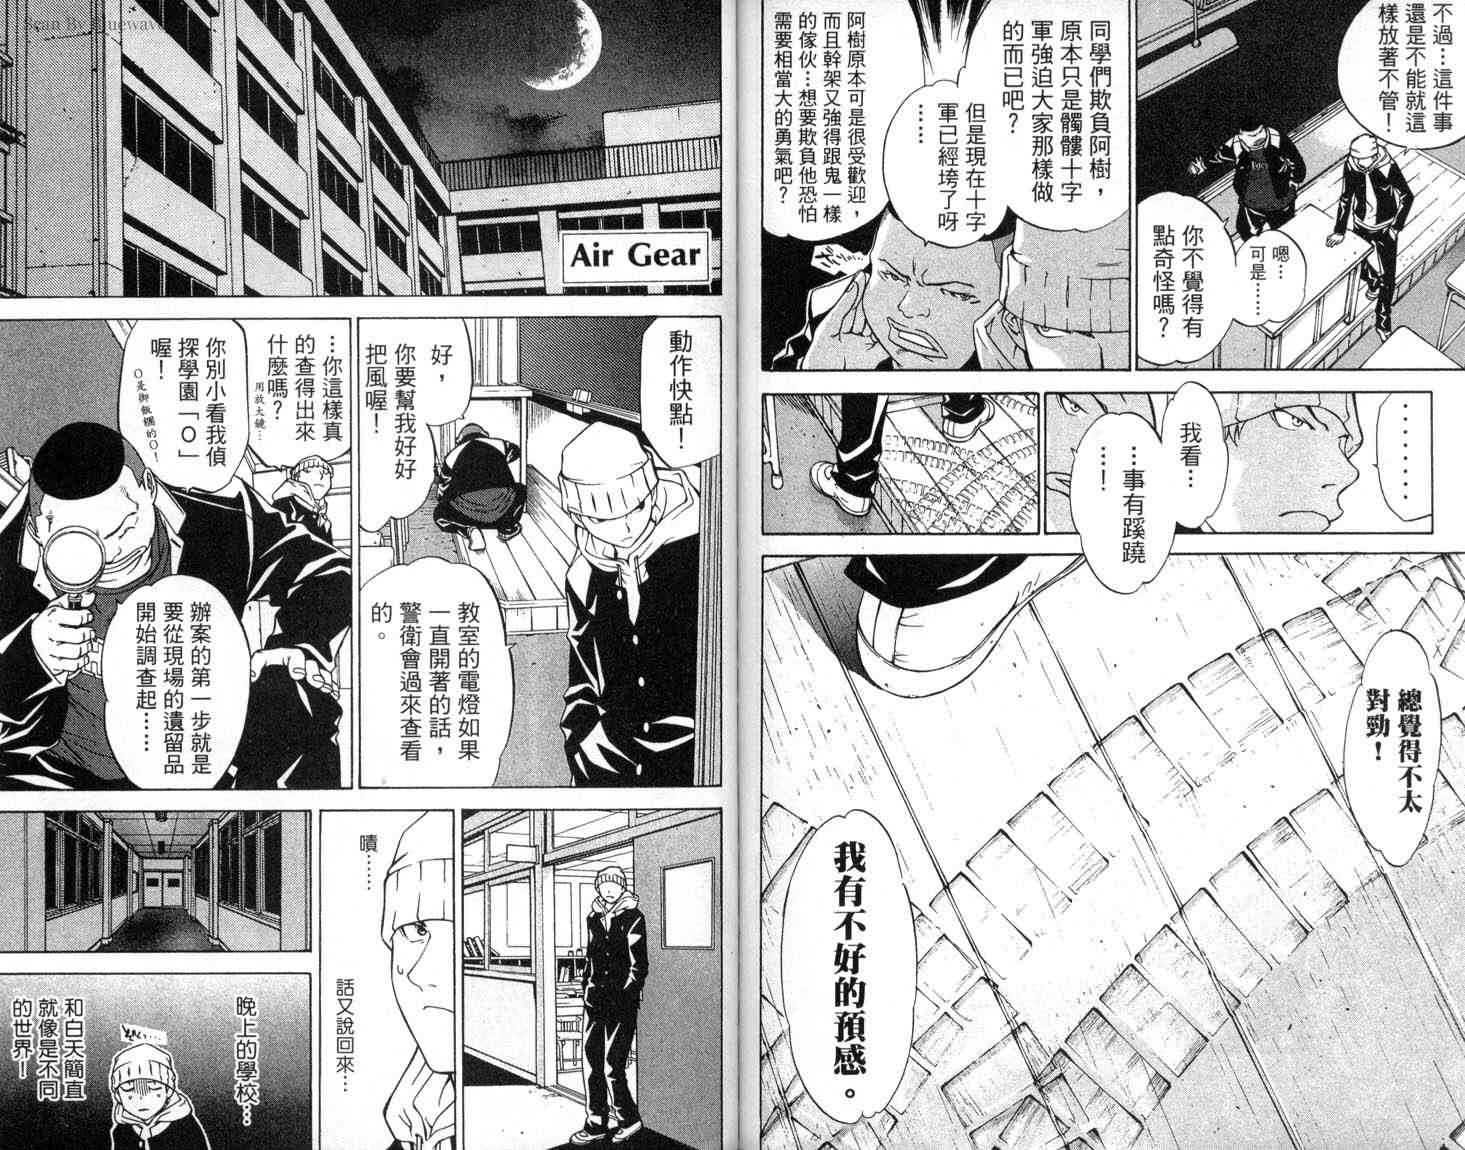 不過…這件事
還是不能就這
樣放著不管！
嗯…
可是……
你不覺得有
點奇怪嗎？
同學們欺負阿樹，
原本只是髑髏十字
軍強迫大家那樣做
的而已吧？
但是現在十字
軍已經垮了呀
……
阿樹原本可是很受歡迎，
而且幹架又強得跟鬼一樣
的傢伙…想要欺負他恐怕
需要相當大的勇氣吧？
……
我看…
…事有蹊蹺
…！
總覺得不太
對勁！
我有不好的預感。
Scan by bluewave
Air Gear
動作快點！
好，
你要幫我好好
把風喔！
教室的電燈如果
一直開著的話，
警衛會過來查看
的。
…你這樣真
的查得出來
什麼嗎？
用放大鏡…
你別小看我偵
探學園「O」
喔！
O是御飯糰的O！
辦案的第一步就是
要從現場的遺留品
開始調查起……
嘖……
話又說回來…
晚上的學校…
和白天簡直
就像是不同
的世界！